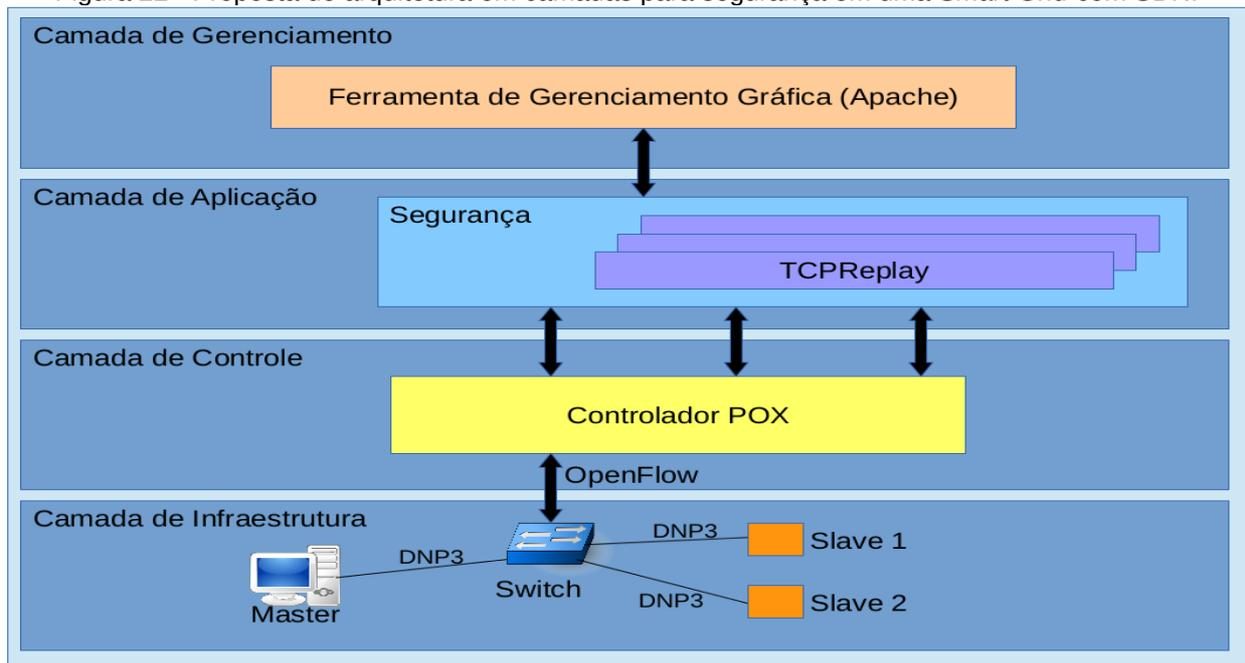 Camada de Gerenciamento
Ferramenta de Gerenciamento Gráfica (Apache)
Camada de Aplicação
Segurança
TCPReplay
Camada de Controle
Controlador POX
OpenFlow
Camada de Infraestrutura
DNP3
DNP3
Slave 1
Switch
Master
DNP3
Slave 2